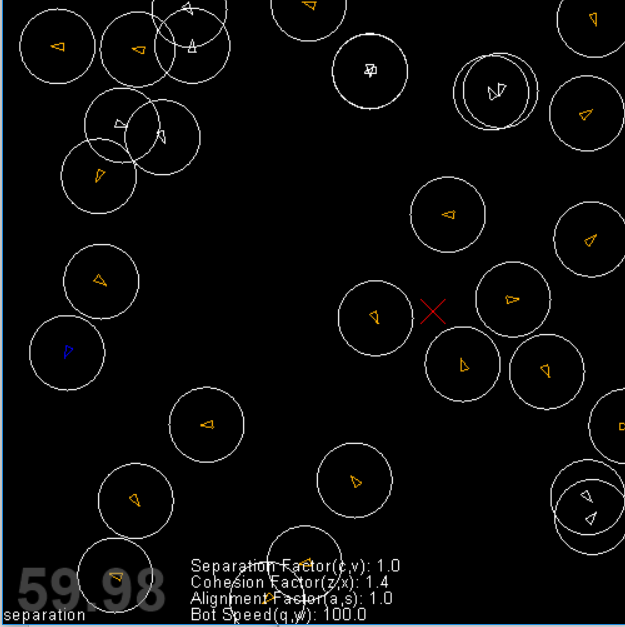 59.98
Separation Factor(c,v): 1.0
Cohesion Factor(z,x): 1.4
Alignment Factor(a,s): 1.0
Bot Speed(q,w): 100.0
separation